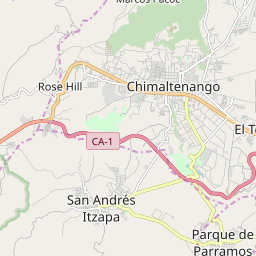 Marcos Pacoc
Rose Hill
Chimaltenango
El Te
CA-1
San Andrés
Itzapa
Parque de
Parramos